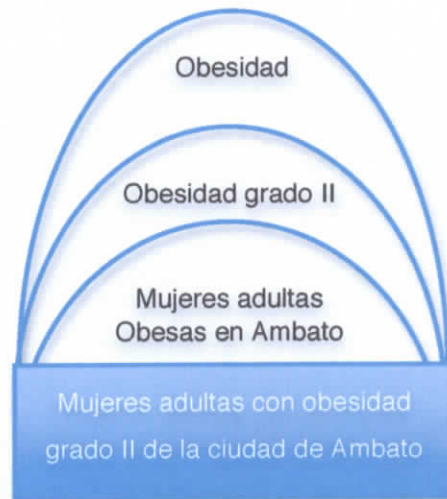 Obesidad
Obesidad grado II
Mujeres adultas
Obesas en Ambato
Mujeres adultas con obesidad
grado II de la ciudad de Ambato